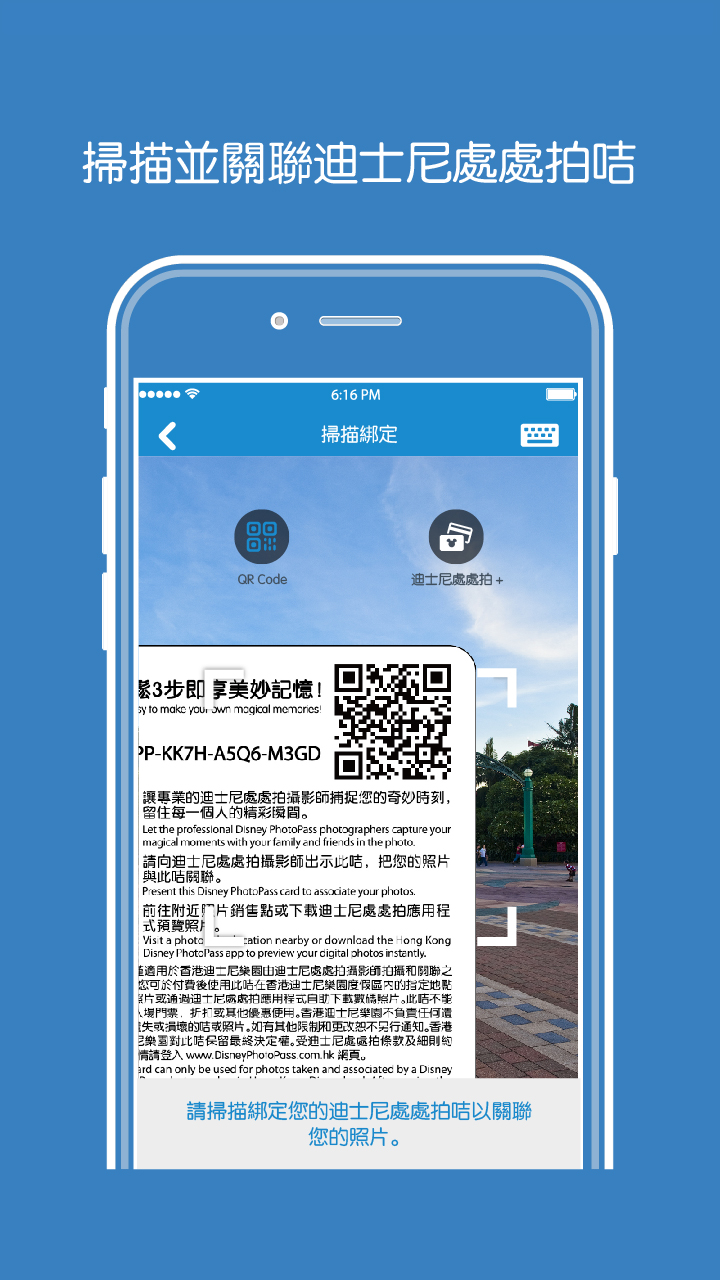 掃描並關聯迪士尼處處拍咭
6:16 PM
掃描綁定
QR Code
迪士尼處處拍 +
鬆3步即享美妙記憶!
sy to make your own magical memories!
PP-KK7H-A5Q6-M3GD
讓專業的迪士尼處處拍攝影師捕捉您的奇妙時刻,
留住每一個人的精彩瞬間。
Let the professional Disney PhotoPass photographers capture your
magical moments with your family and friends in the photo.
請向迪士尼處處拍攝影師出示此咭，把您的照片
與此咭關聯。
Present this Disney PhotoPass card to associate your photos.
前往附近照片銷售點或下載迪士尼處處拍應用程
式預覽照片。
Visit a photo location nearby or download the Hong Kong
Disney PhotoPass app to preview your digital photos instantly.
適用於香港迪士尼樂園由迪士尼處處拍攝影師拍攝和關聯之
您可於付費後使用此咭在香港迪士尼樂園度假區內的指定地點
照片或通過迪士尼處處拍應用程式自助下載數碼照片。此咭不能
入場門票、折扣或其他優惠使用。香港迪士尼樂園不負責任何遺
失或損壞的咭或照片。如有其他限制和更改恕不另行通知。香港
尼樂園對此咭保留最終決定權。受迪士尼處處拍條款及細則約
情請登入 www.DisneyPhotoPass.com.hk 網頁。
ard can only be used for photos taken and associated by a Disney
請掃描綁定您的迪士尼處處拍咭以關聯
您的照片。